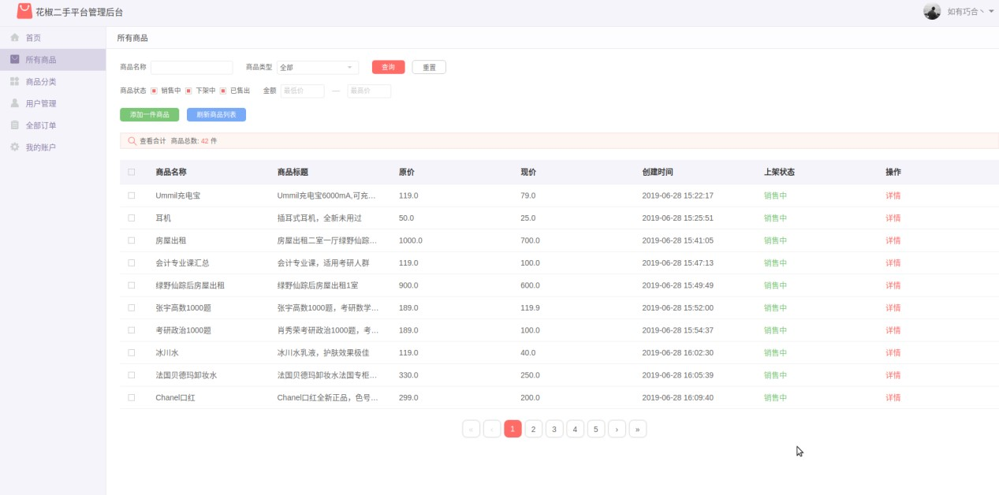 花椒二手平台管理后台
如有巧合丶
首页
所有商品
商品分类
用户管理
全部订单
我的账户
所有商品
商品名称 商品类型 全部 查询 重置
商品状态 销售中 下架中 已售出 金额 最低价 — 最高价
添加一件商品 刷新商品列表
查看合计 商品总数: 42 件
商品名称 商品标题 原价 现价 创建时间 上架状态 操作
Ummil充电宝 Ummil充电宝6000mA,可充... 119.0 79.0 2019-06-28 15:22:17 销售中 详情
耳机 插耳式耳机，全新未用过 50.0 25.0 2019-06-28 15:25:51 销售中 详情
房屋出租 房屋出租二室一厅绿野仙踪... 1000.0 700.0 2019-06-28 15:41:05 销售中 详情
会计专业课汇总 会计专业课，适用考研人群 119.0 100.0 2019-06-28 15:47:13 销售中 详情
绿野仙踪后房屋出租 绿野仙踪后房屋出租1室 900.0 600.0 2019-06-28 15:49:49 销售中 详情
张宇高数1000题 张宇高数1000题，考研数学... 189.0 119.9 2019-06-28 15:52:00 销售中 详情
考研政治1000题 肖秀荣考研政治1000题，考... 189.0 100.0 2019-06-28 15:54:37 销售中 详情
冰川水 冰川水乳液，护肤效果极佳 119.0 40.0 2019-06-28 16:02:30 销售中 详情
法国贝德玛卸妆水 法国贝德玛卸妆水法国专柜... 330.0 250.0 2019-06-28 16:05:39 销售中 详情
Chanel口红 Chanel口红全新正品，色号... 299.0 200.0 2019-06-28 16:09:40 销售中 详情
« ‹ 1 2 3 4 5 › »